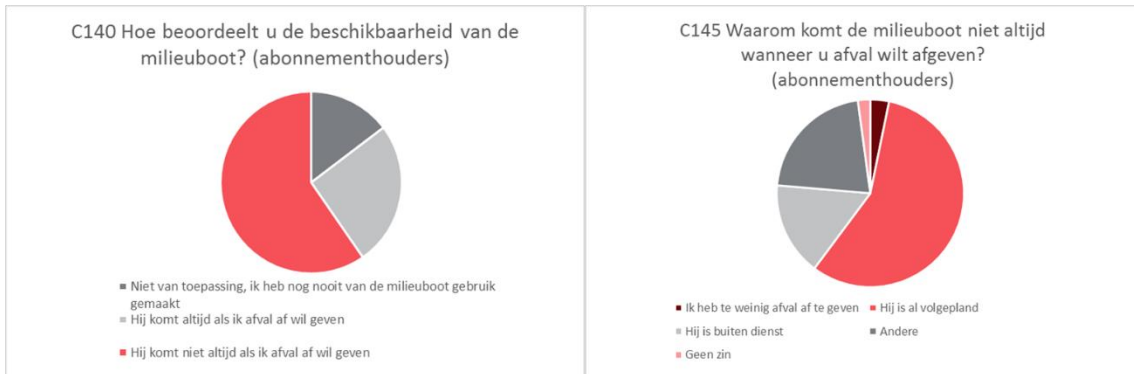 C140 Hoe beoordeelt u de beschikbaarheid van de
milieuboot? (abonnementhouders)
Niet van toepassing, ik heb nog nooit van de milieuboot gebruik
gemaakt
Hij komt altijd als ik afval af wil geven
Hij komt niet altijd als ik afval af wil geven
C145 Waarom komt de milieuboot niet altijd
wanneer u afval wilt afgeven?
(abonnementhouders)
Ik heb te weinig afval af te geven
Hij is al volgepland
Hij is buiten dienst
Andere
Geen zin